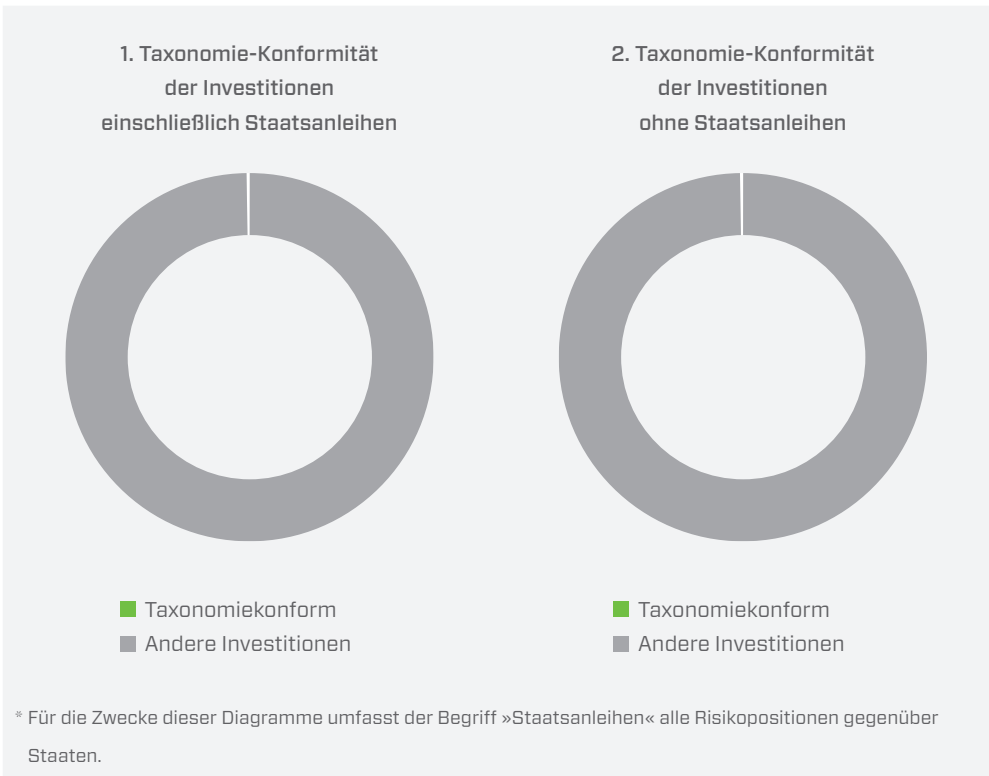 1. Taxonomie-Konformität
der Investitionen
einschließlich Staatsanleihen
2. Taxonomie-Konformität
der Investitionen
ohne Staatsanleihen
Taxonomiekonform
Andere Investitionen
Taxonomiekonform
Andere Investitionen
* Für die Zwecke dieser Diagramme umfasst der Begriff »Staatsanleihen« alle Risikopositionen gegenüber
Staaten.